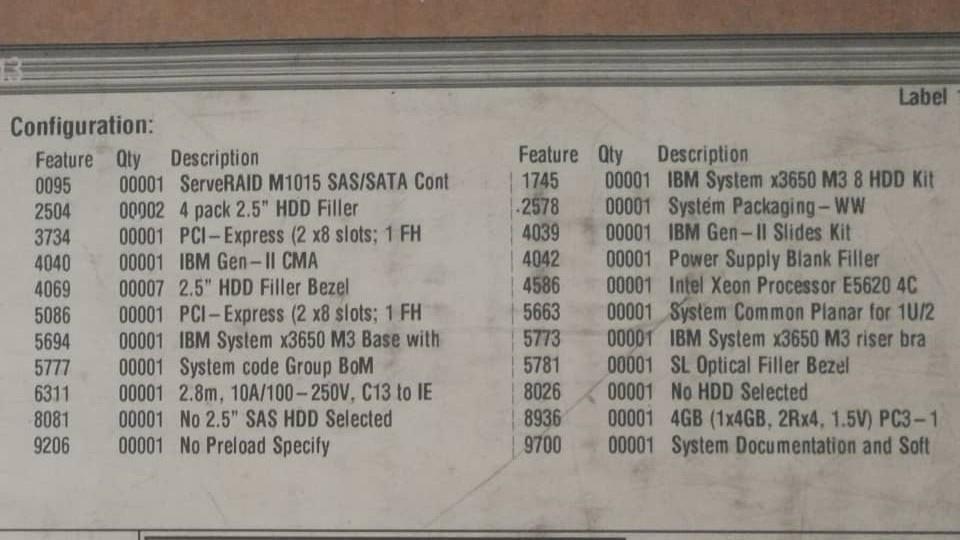 13
Label
Configuration:
Feature Qty Description
0095 00001 ServeRAID M1015 SAS/SATA Cont
2504 00002 4 pack 2.5" HDD Filler
3734 00001 PCI-Express (2 x8 slots; 1 FH
4040 00001 IBM Gen-II CMA
4069 00007 2.5" HDD Filler Bezel
5086 00001 PCI-Express (2 x8 slots; 1 FH
5694 00001 IBM System x3650 M3 Base with
5777 00001 System code Group BoM
6311 00001 2.8m, 10A/100-250V, C13 to IE
8081 00001 No 2.5" SAS HDD Selected
9206 00001 No Preload Specify
Feature Qty Description
1745 00001 IBM System x3650 M3 8 HDD Kit
2578 00001 System Packaging-WW
4039 00001 IBM Gen-II Slides Kit
4042 00001 Power Supply Blank Filler
4586 00001 Intel Xeon Processor E5620 4C
5663 00001 System Common Planar for 1U/2
5773 00001 IBM System x3650 M3 riser bra
5781 00001 SL Optical Filler Bezel
8026 00001 No HDD Selected
8936 00001 4GB (1x4GB, 2Rx4, 1.5V) PC3-1
9700 00001 System Documentation and Soft